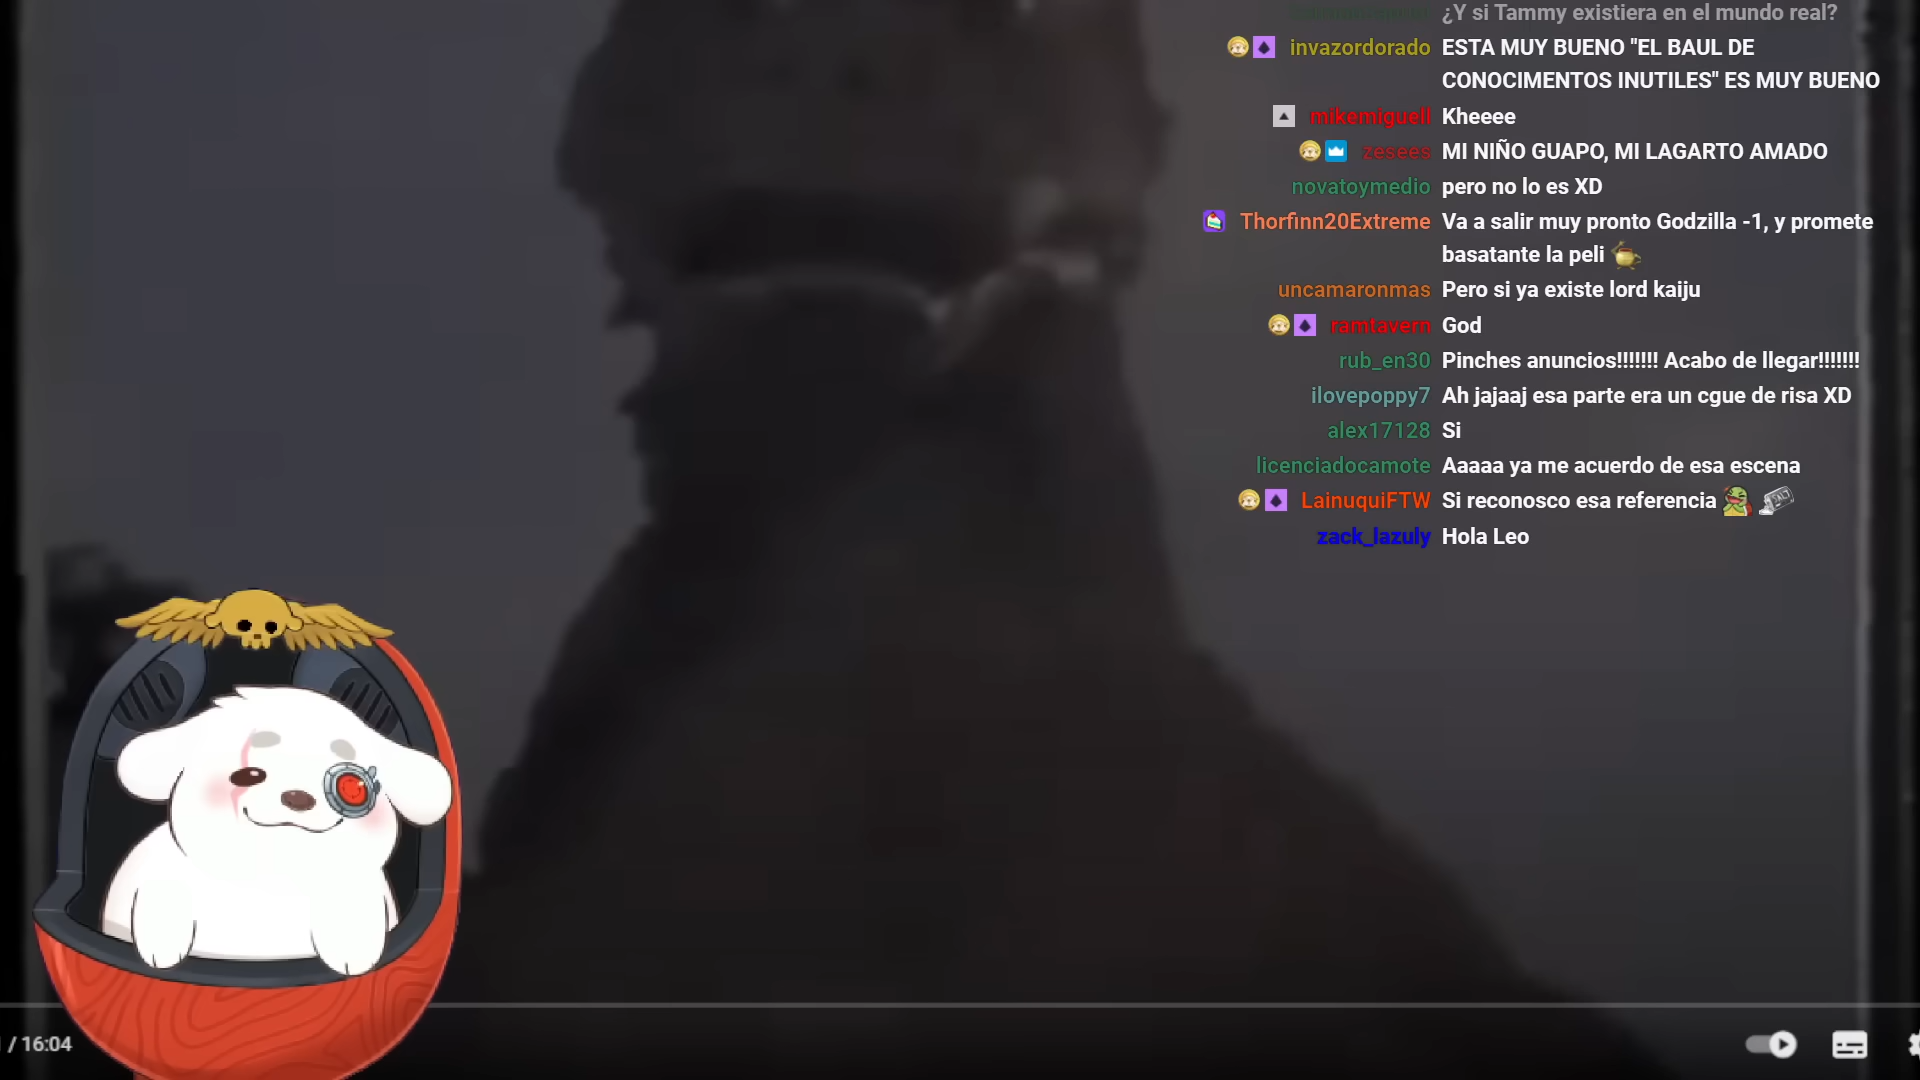 ¿Y si Tammy existiera en el mundo real?
invazordorado ESTA MUY BUENO "EL BAUL DE
CONOCIMENTOS INUTILES" ES MUY BUENO
mikemiguell Kheeee
zesees MI NIÑO GUAPO, MI LAGARTO AMADO
novatoymedio pero no lo es XD
Thorfinn20Extreme Va a salir muy pronto Godzilla -1, y promete
basatante la peli
uncamaronmas Pero si ya existe lord kaiju
ramtavern God
rub_en30 Pinches anuncios!!!!!!! Acabo de llegar!!!!!!!
ilovepoppy7 Ah jajaaj esa parte era un cgue de risa XD
alex17128 Si
licenciadocamote Aaaaa ya me acuerdo de esa escena
LainuquiFTW Si reconosco esa referencia
SALT
zack_lazuly Hola Leo
/ 16:04